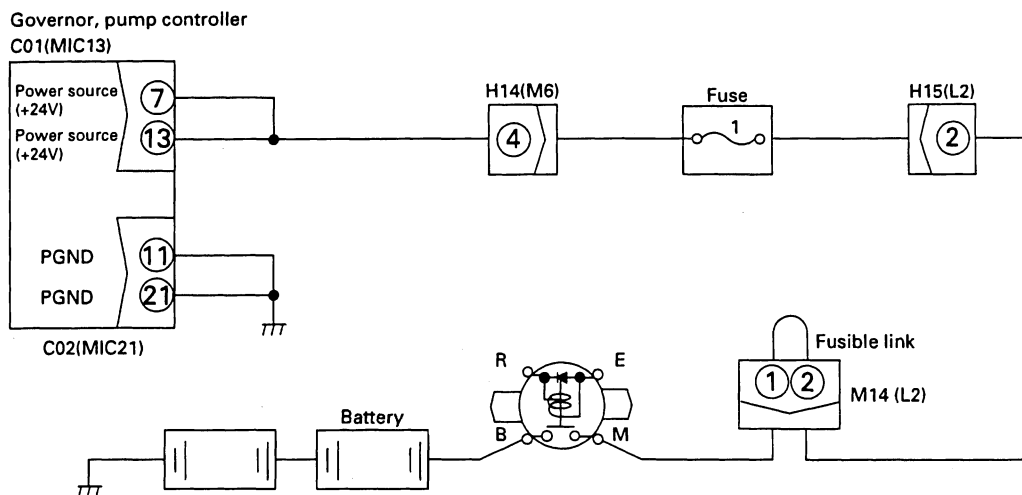 Governor, pump controller
C01(MIC13)
Power source
(+24V)
7
Power source
(+24V)
13
H14(M6)
4
Fuse
1
H15(L2)
2
PGND
11
PGND
21
C02(MIC21)
Battery
R
E
B
M
Fusible link
1
2
M14 (L2)